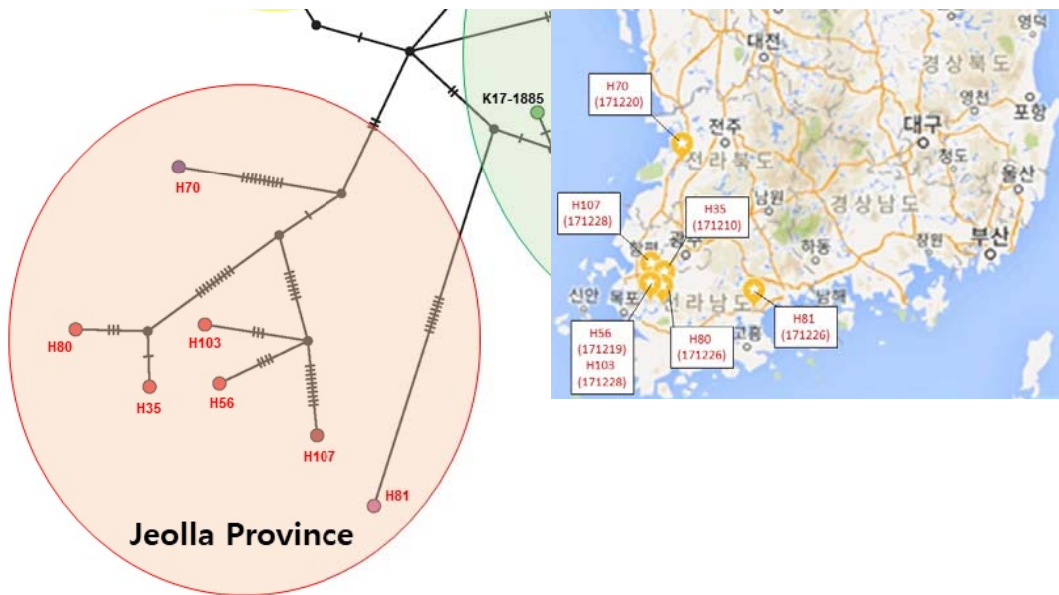 K17-1885
H70
H80
H103
H35
H56
H107
H81
Jeolla Province
영덕
대전
경상북도
H70
(171220)
영천
포항
전주
대구
전라북도
청도
울산
H107
(171228)
H35
(171210)
남원
경상남도
함평
광주
하동
창원
부산
신안
목포
전라남도
남해
고흥
H56
(171219)
H103
(171228)
H80
(171226)
H81
(171226)